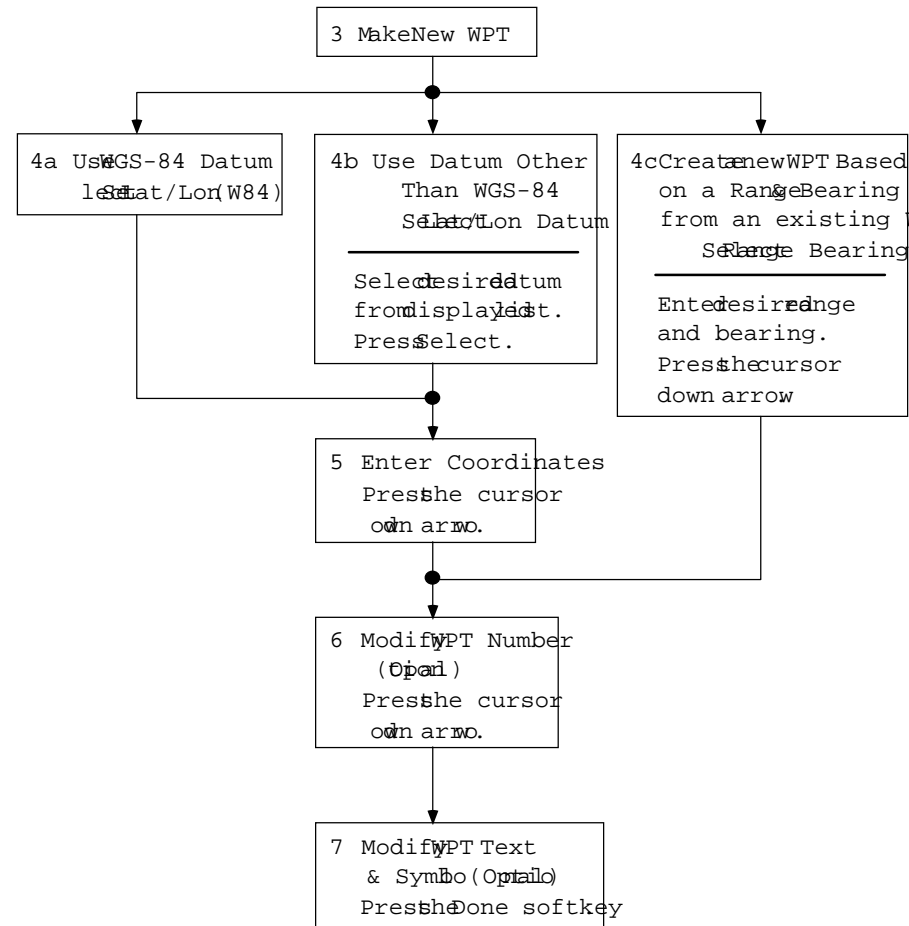 3 MakeNew WPT
4a Use WGS-84 Datum
Select Lat/Lon (W84)
4b Use Datum Other
Than WGS-84
Select Lat/Lon Datum
Select desired datum
from displayed list.
Press Select.
4c Create a new WPT Based
on a Range & Bearing
from an existing
Select Range Bearing
Enter desired range
and bearing.
Press the cursor
down arrow.
5 Enter Coordinates
Press the cursor
down arrow.
6 Modify WPT Number
(Optional)
Press the cursor
down arrow.
7 Modify WPT Text
& Symbol (Optional)
Press the Done softkey